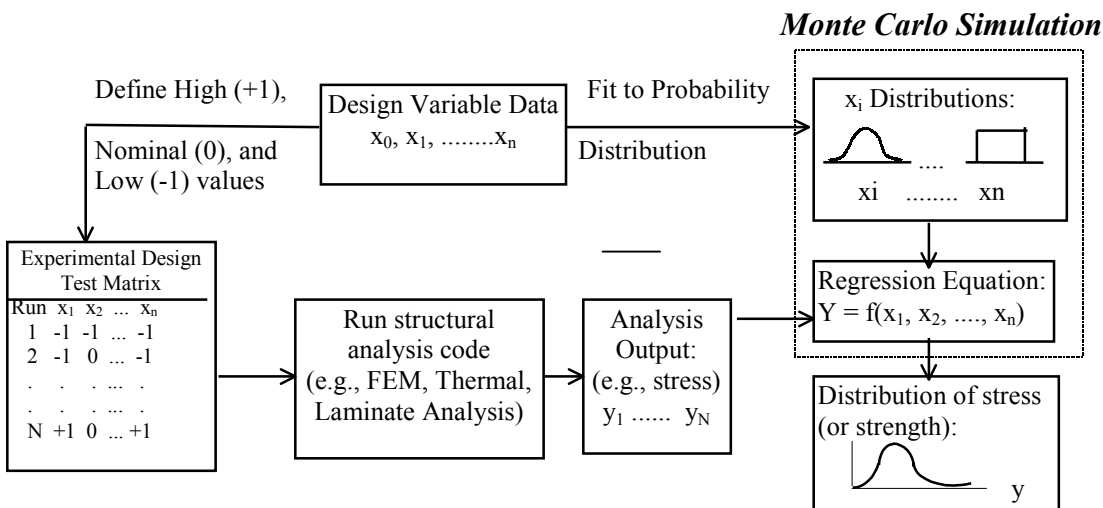 Monte Carlo Simulation
Define High (+1),
Nominal (0), and
Low (-1) values
Design Variable Data
x0, x1, ........xn
Fit to Probability
Distribution
xi Distributions:
....
xi ........ xn
Experimental Design
Test Matrix
Run x1 x2 ... xn
1 -1 -1 ... -1
2 -1 0 ... -1
. . . ... .
. . . ... .
N +1 0 ... +1
Run structural
analysis code
(e.g., FEM, Thermal,
Laminate Analysis)
Analysis
Output:
(e.g., stress)
y1 ...... yN
Regression Equation:
Y = f(x1, x2, ...., xn)
Distribution of stress
(or strength):
y